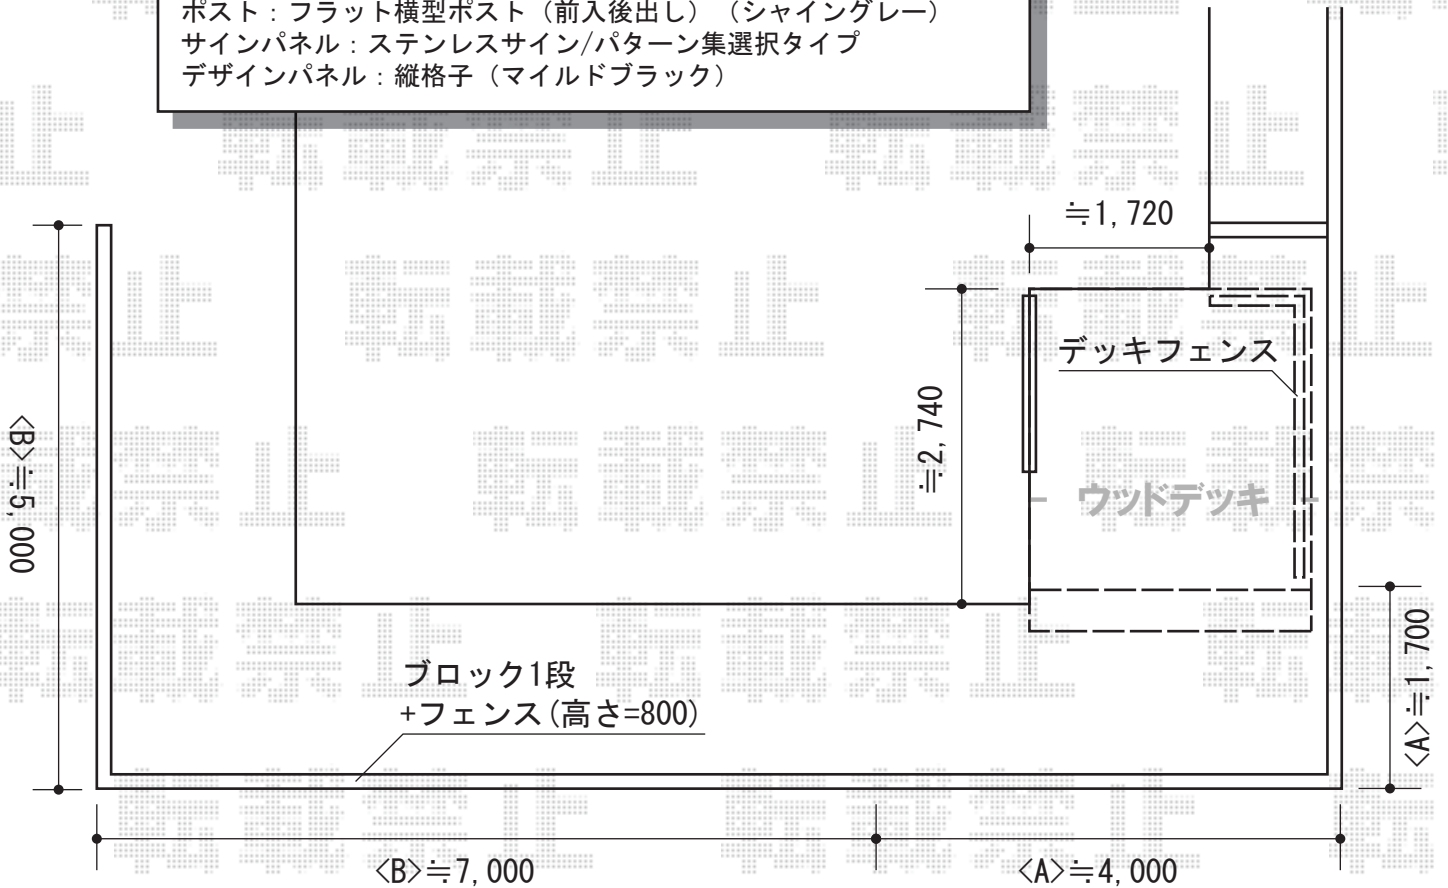 ポスト：フラット横型ポスト（前入後出し）（シャイングレー）
サインパネル：ステンレスサイン/パターン集選択タイプ
デザインパネル：縦格子（マイルドブラック）
≒1,720
デッキフェンス
≒2,740
ウッドデッキ
<B>≒5,000
ブロック1段
+フェンス(高さ=800)
<A>≒1,700
<B>≒7,000
<A>≒4,000
転載禁止